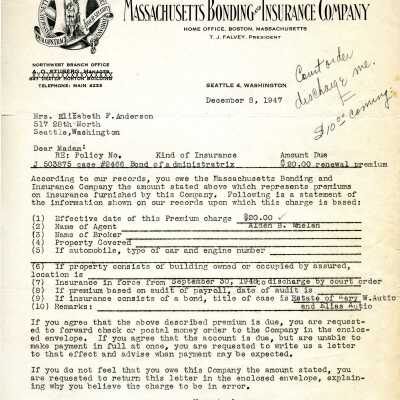 MASSACHUSETTS BONDING AND INSURANCE COMPANY
HOME OFFICE, BOSTON, MASSACHUSETTS
T. J. FALVEY, PRESIDENT
NORTHWEST BRANCH OFFICE
MANAGER
HORTON BUILDING
TELEPHONE: MAIN 4233
SEATTLE 4, WASHINGTON
December 8, 1947
Court order
discharge me.
$10.00 coming
Mrs. Elizabeth F. Anderson
517 28th North
Seattle, Washington
Dear Madam:
RE: Policy No. Kind of Insurance Amount Due
J 503875 case #2466 Bond of administratrix $20.00 renewal premium
According to our records, you owe the Massachusetts Bonding and
Insurance Company the amount stated above which represents premiums
on insurance furnished by this Company. Following is a statement of
the information shown on our records upon which this charge is based:
(1) Effective date of this Premium charge $20.00
(2) Name of Agent Alden B. Whelan
(3) Name of Broker
(4) Property Covered
(5) If automobile, type of car and engine number
(6) If property consists of building owned or occupied by assured,
location is
(7) Insurance in Force from September 30, 1946 to discharge by court order
(8) If premium based on audit of payroll, date of audit is
(9) If insurance consists of a bond, title of case is Estate of Mary W. Autio
(10) Remarks: and Elias Autio
If you agree that the above described premium is due, you are request-
ed to forward check or postal money order to the Company in the enclos-
ed envelope. If you agree that the account is due, but are unable to
make payment in full at once, you are requested to write us a letter
to that effect and advise when payment may be expected.
If you do not feel that you owe this Company the amount stated, you
are requested to return this letter in the enclosed envelope, explain-
ing why you believe the charge to be in error.